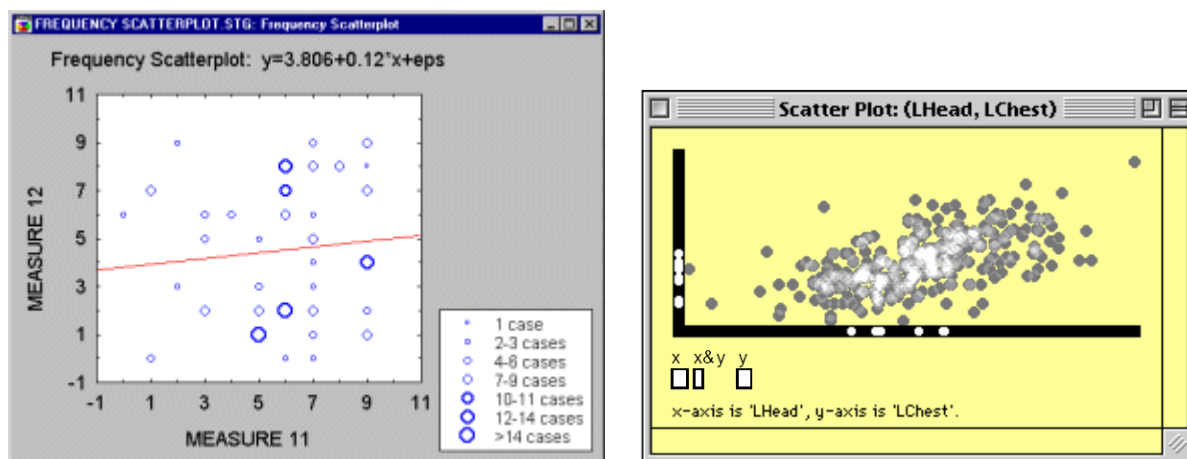 FREQUENCY SCATTERPLOT.STG: Frequency Scatterplot
Frequency Scatterplot: y=3.806+0.12*x+eps
11
9
7
5
3
1
-1
MEASURE 12
-1 1 3 5 7 9 11
MEASURE 11
1 case
2-3 cases
4-6 cases
7-9 cases
10-11 cases
12-14 cases
>14 cases
Scatter Plot: (LHead, LChest)
x x&y y
x-axis is 'LHead', y-axis is 'LChest'.